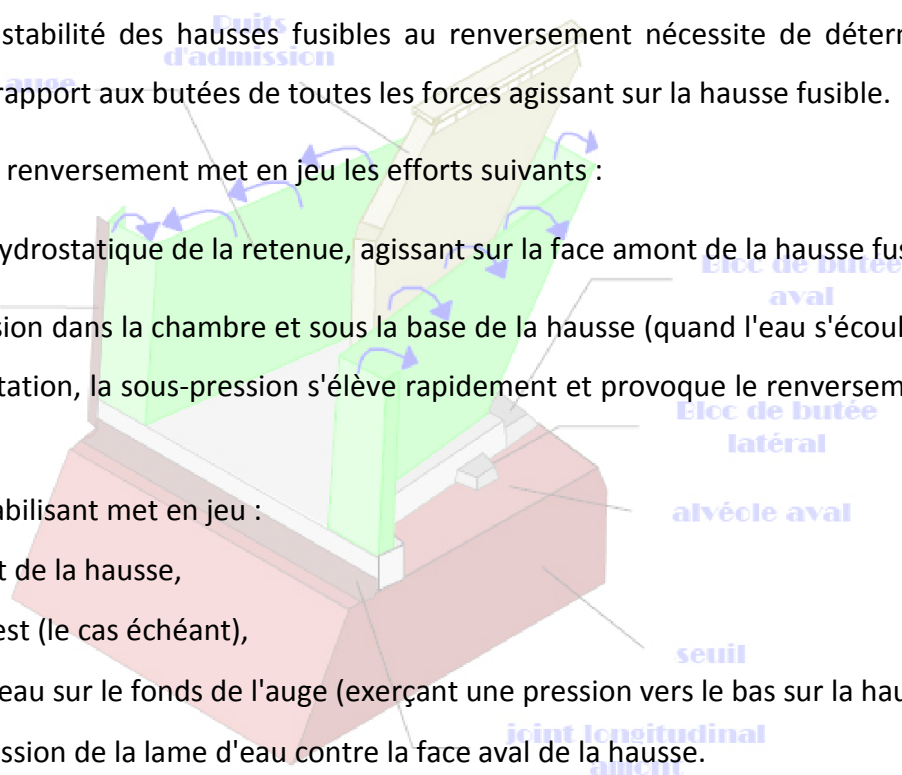 Puits
stabilité des hausses fusibles au renversement nécessite de déterm
d'admission
auge
rapport aux butées de toutes les forces agissant sur la hausse fusible.
renversement met en jeu les efforts suivants :
ydrostatique de la retenue, agissant sur la face amont de la hausse fus
Bloc de butée
aval
sion dans la chambre et sous la base de la hausse (quand l'eau s'écoul
tation, la sous-pression s'élève rapidement et provoque le renversem
Bloc de butée
latéral
abilisant met en jeu :
alvéole aval
t de la hausse,
est (le cas échéant),
seuil
eau sur le fonds de l'auge (exerçant une pression vers le bas sur la hau
joint longitudinal
ssion de la lame d'eau contre la face aval de la hausse.
amont